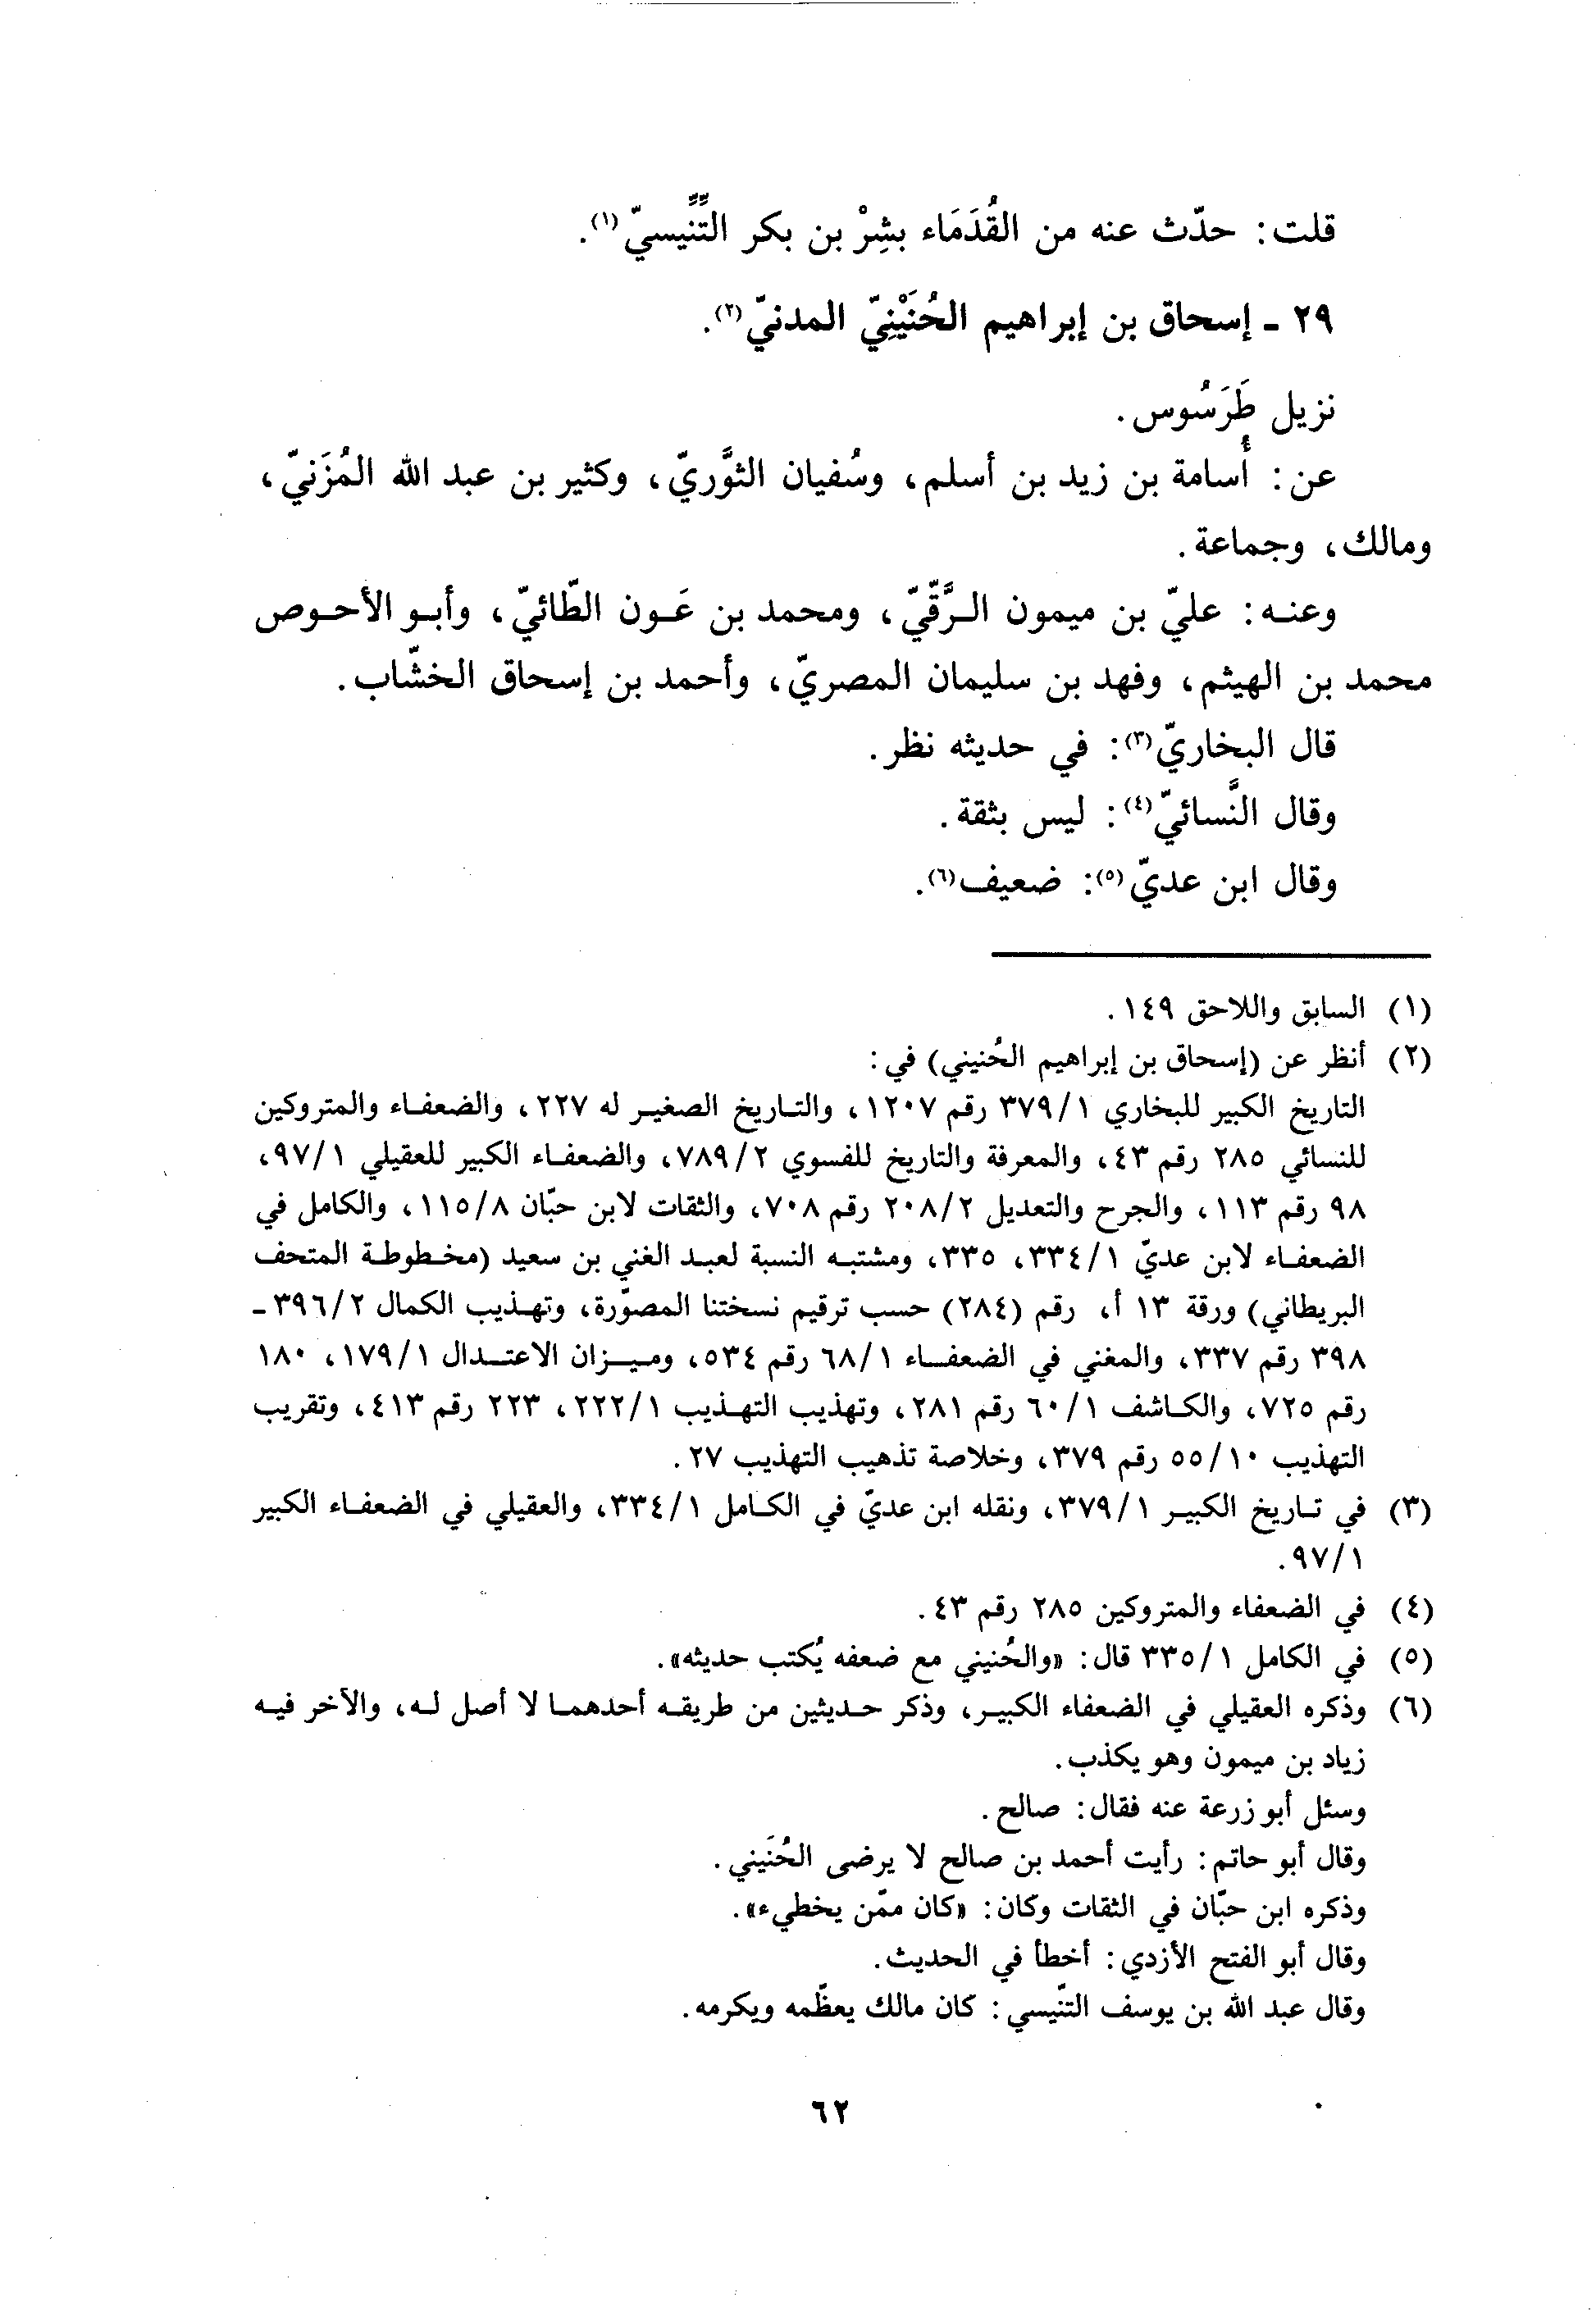 قلت: حدّث عنه من القُدَمَاء بشِرْ بن بكر التِّنِّيسيّ(١).
٢٩ - إسحاق بن إبراهيم الحُنَيْنِيّ المدنيّ(٢).
نزيل طَرَسُوس.
عن: أُسامة بن زيد بن أسلم، وسُفيان الثَّوريّ، وكثير بن عبد الله المُزَنيّ،
ومالك، وجماعة.
وعنه: عليّ بن ميمون الرَّقّيّ، ومحمد بن عَون الطّائيّ، وأبو الأحوص
محمد بن الهيثم، وفهد بن سليمان المصريّ، وأحمد بن إسحاق الخشّاب.
قال البخاريّ(٣): في حديثه نظر.
وقال النَّسائيّ(٤): ليس بثقة.
وقال ابن عديّ(٥): ضعيف(٦).
(١) السابق واللاحق ١٤٩.
(٢) أنظر عن (إسحاق بن إبراهيم الحُنيني) في:
التاريخ الكبير للبخاري ٣٧٩/١ رقم ١٢٠٧، والتاريخ الصغير له ٢٢٧، والضعفاء والمتروكين
للنسائي ٢٨٥ رقم ٤٣، والمعرفة والتاريخ للفسوي ٧٨٩/٢، والضعفاء الكبير للعقيلي ٩٧/١،
٩٨ رقم ١١٣، والجرح والتعديل ٢٠٨/٢ رقم ٧٠٨، والثقات لابن حبّان ١١٥/٨، والكامل في
الضعفاء لابن عديّ ٣٣٤/١، ٣٣٥، ومشتبه النسبة لعبد الغني بن سعيد (مخطوطة المتحف
البريطاني) ورقة ١٣ أ، رقم (٢٨٤) حسب ترقيم نسختنا المصوّرة، وتهذيب الكمال ٣٩٦/٢ -
٣٩٨ رقم ٣٣٧، والمغني في الضعفاء ٦٨/١ رقم ٥٣٤، وميزان الاعتدال ١٧٩/١، ١٨٠
رقم ٧٢٥، والكاشف ٦٠/١ رقم ٢٨١، وتهذيب التهذيب ٢٢٢/١، ٢٢٣ رقم ٤١٣، وتقريب
التهذيب ٥٥/١٠ رقم ٣٧٩، وخلاصة تذهيب التهذيب ٢٧.
(٣) في تاريخ الكبير ٣٧٩/١، ونقله ابن عديّ في الكامل ٣٣٤/١، والعقيلي في الضعفاء الكبير
٩٧/١.
(٤) في الضعفاء والمتروكين ٢٨٥ رقم ٤٣.
(٥) في الكامل ٣٣٥/١ قال: «والحُنيني مع ضعفه يُكتب حديثه».
(٦) وذكره العقيلي في الضعفاء الكبير، وذكر حديثين من طريقه أحدهما لا أصل له، والآخر فيه
زياد بن ميمون وهو يكذب.
وسئل أبو زرعة عنه فقال: صالح.
وقال أبو حاتم: رأيت أحمد بن صالح لا يرضى الحُنَيني.
وذكره ابن حبّان في الثقات وكان: «كان ممّن يخطيء».
وقال أبو الفتح الأزدي: أخطأ في الحديث.
وقال عبد الله بن يوسف التنّيسي: كان مالك يعظّمه ويكرمه.
٦٢